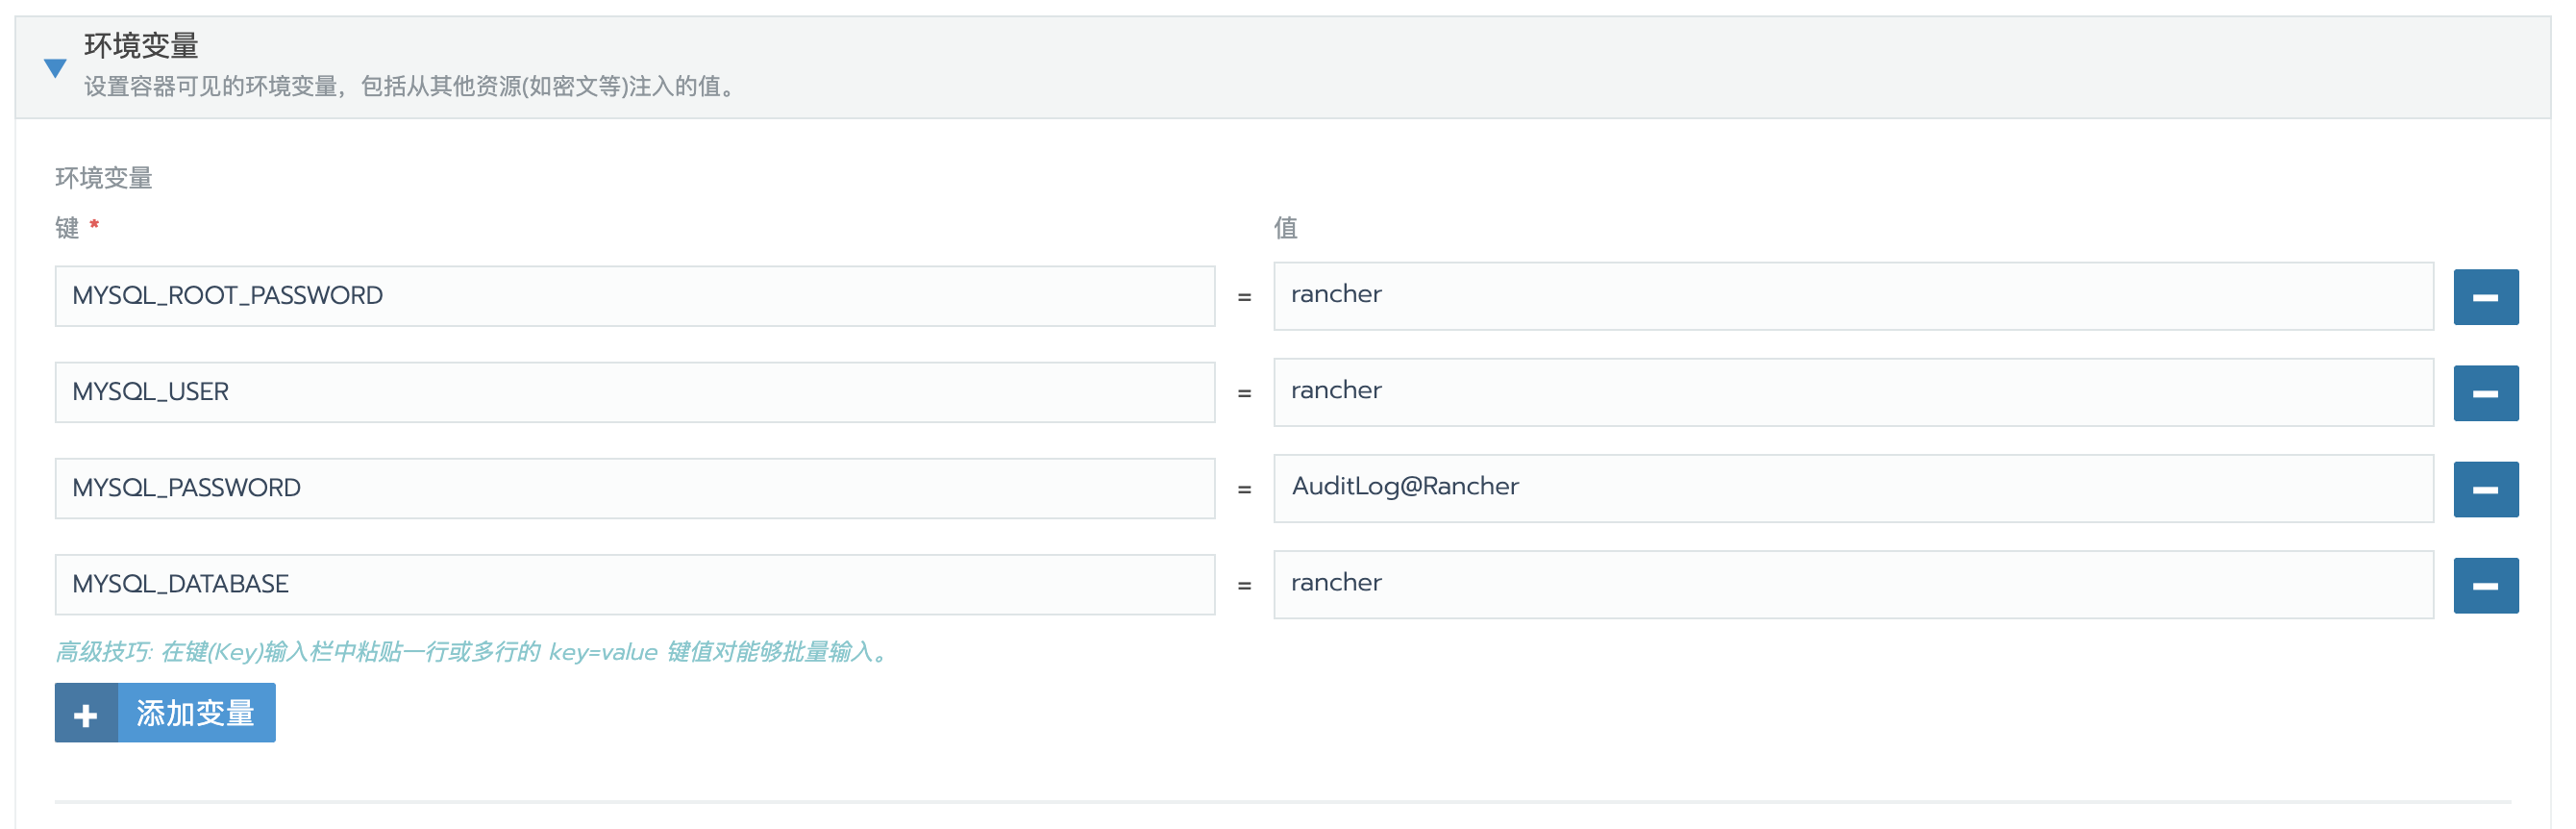 环境变量
设置容器可见的环境变量，包括从其他资源(如密文等)注入的值。
环境变量
键 * 值
MYSQL_ROOT_PASSWORD = rancher
MYSQL_USER = rancher
MYSQL_PASSWORD = AuditLog@Rancher
MYSQL_DATABASE = rancher
高级技巧: 在键(Key)输入栏中粘贴一行或多行的 key=value 键值对能够批量输入。
+ 添加变量